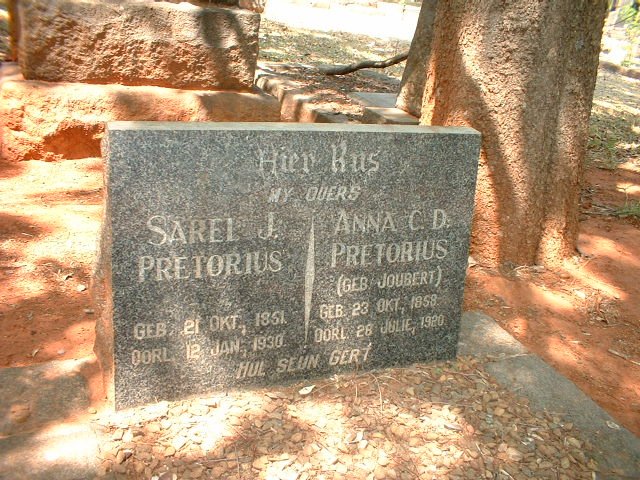 Hier Rus
MY OUERS
SAREL J.
PRETORIUS
GEB. 21 OKT, 1851.
OORL. 12 JAN, 1930.
ANNA C. D.
PRETORIUS
(GEB JOUBERT)
GEB. 23 OKT, 1858.
OORL. 28 JULIE, 1920.
HUL SEUN GERT